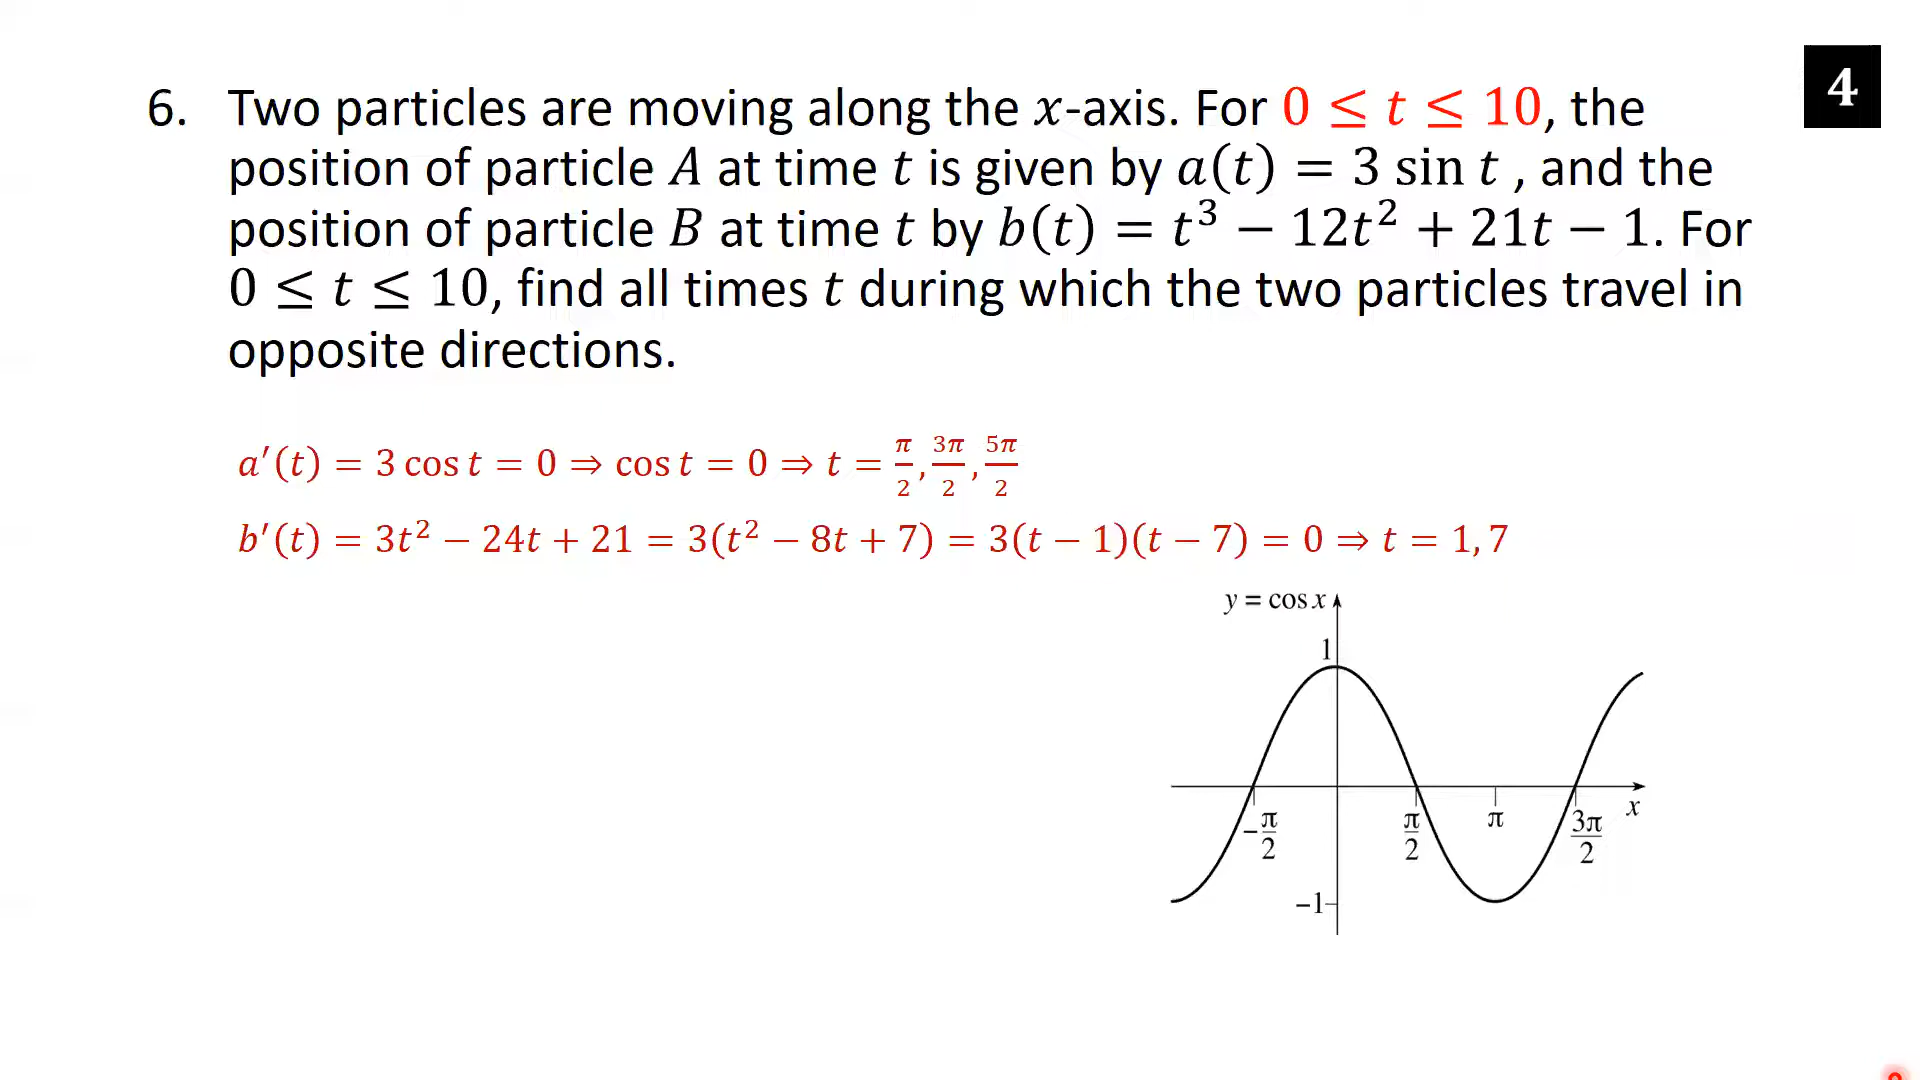 4
6. Two particles are moving along the x-axis. For 0 ≤ t ≤ 10, the
position of particle A at time t is given by a(t) = 3 sin t , and the
position of particle B at time t by b(t) = t³ − 12t² + 21t − 1. For
0 ≤ t ≤ 10, find all times t during which the two particles travel in
opposite directions.
a′(t) = 3 cos t = 0 ⇒ cos t = 0 ⇒ t = π/2, 3π/2, 5π/2
b′(t) = 3t² − 24t + 21 = 3(t² − 8t + 7) = 3(t − 1)(t − 7) = 0 ⇒ t = 1, 7
y = cos x
1
−π/2 π/2 π 3π/2 x
−1